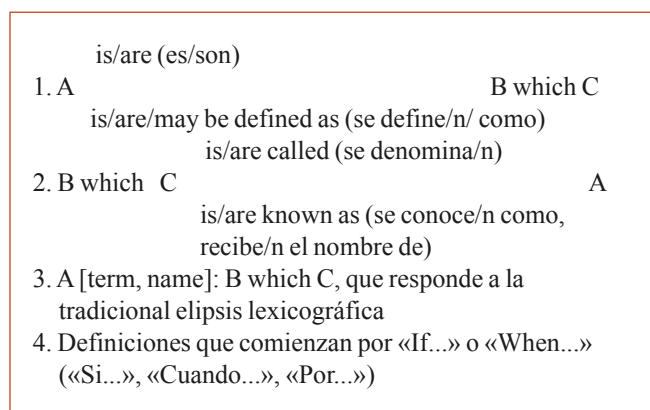 is/are (es/son)
1. A B which C
is/are/may be defined as (se define/n/ como)
is/are called (se denomina/n)
2. B which C A
is/are known as (se conoce/n como,
recibe/n el nombre de)
3. A [term, name]: B which C, que responde a la
tradicional elipsis lexicográfica
4. Definiciones que comienzan por «If...» o «When...»
(«Si...», «Cuando...», «Por...»)